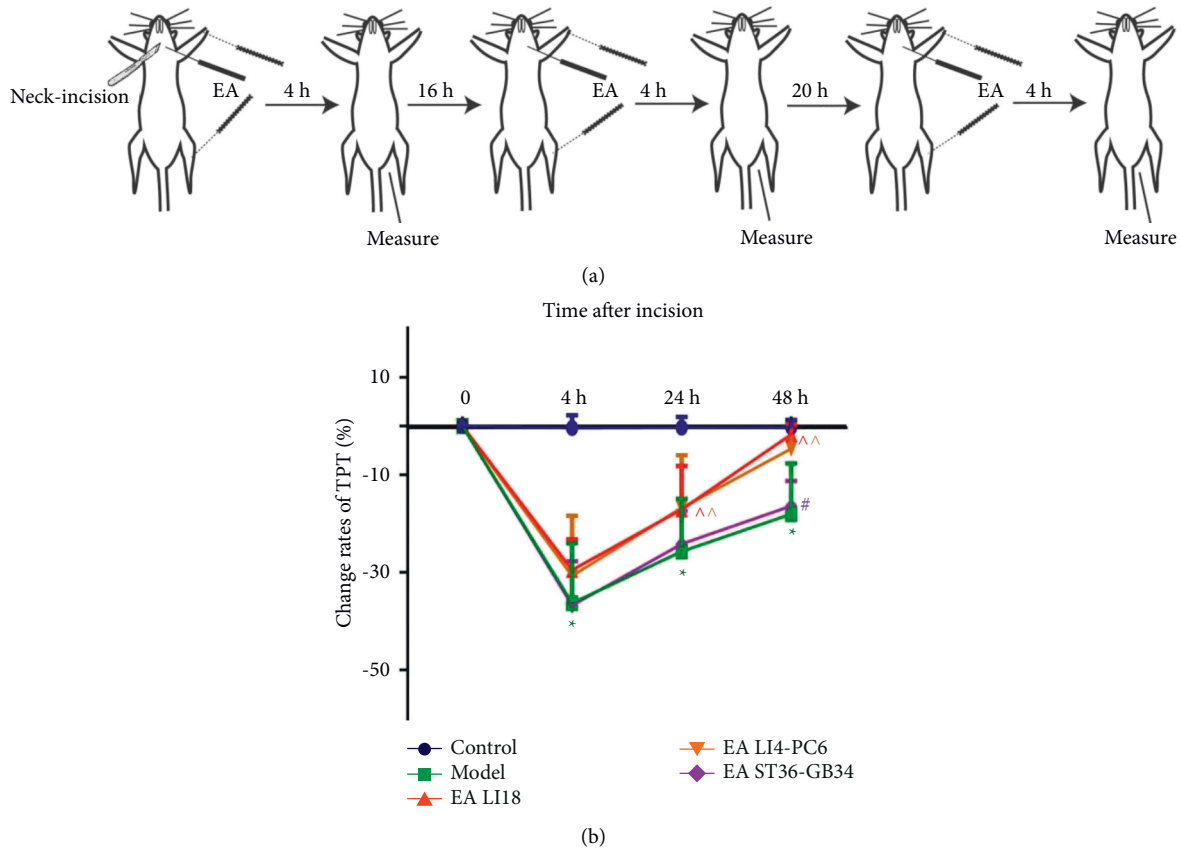 Neck-incision
EA
4 h
16 h
EA
4 h
20 h
EA
4 h
Measure
Measure
Measure
(a)
Time after incision
Change rates of TPT (%)
10
-10
-30
-50
0
4 h
24 h
48 h
^ ^
^ ^
#
*
*
*
Control
Model
EA LI18
EA LI4-PC6
EA ST36-GB34
(b)